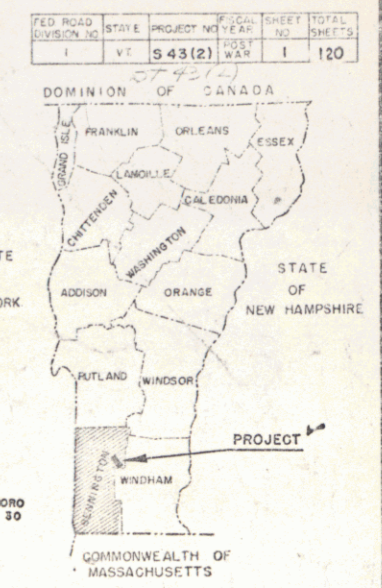 FED ROAD DIVISION NO | STATE | PROJECT NO | FISCAL YEAR | SHEET NO | TOTAL SHEETS
1 | VT. | S 43(2) | POST WAR | 1 | 120
ST 43(2)
DOMINION OF CANADA
GRAND ISLE
FRANKLIN
ORLEANS
ESSEX
LAMOILLE
CALEDONIA
CHITTENDEN
WASHINGTON
TE
STATE
OF
NEW HAMPSHIRE
ORK
ADDISON
ORANGE
RUTLAND
WINDSOR
PROJECT
BENNINGTON
WINDHAM
ORO
30
COMMONWEALTH OF
MASSACHUSETTS